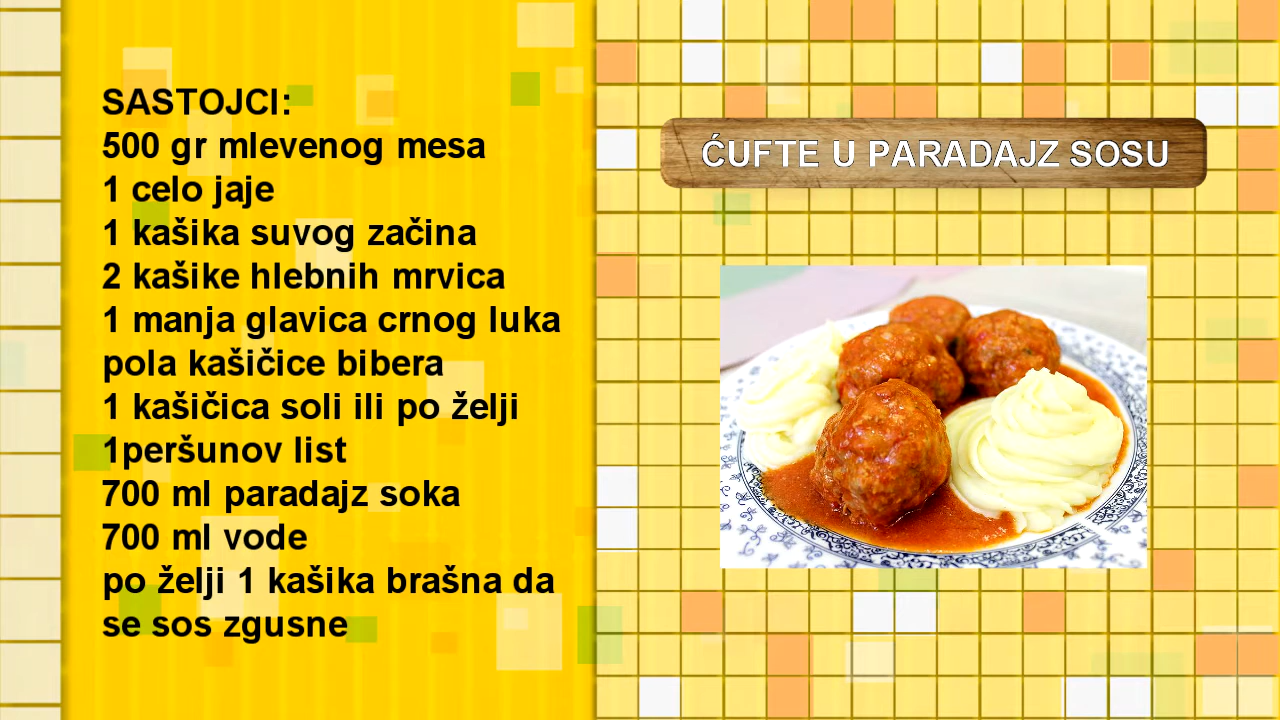 SASTOJCI:
500 gr mlevenog mesa
1 celo jaje
1 kašika suvog začina
2 kašike hlebnih mrvica
1 manja glavica crnog luka
pola kašičice bibera
1 kašičica soli ili po želji
1peršunov list
700 ml paradajz soka
700 ml vode
po želji 1 kašika brašna da
se sos zgusne
ĆUFTE U PARADAJZ SOSU